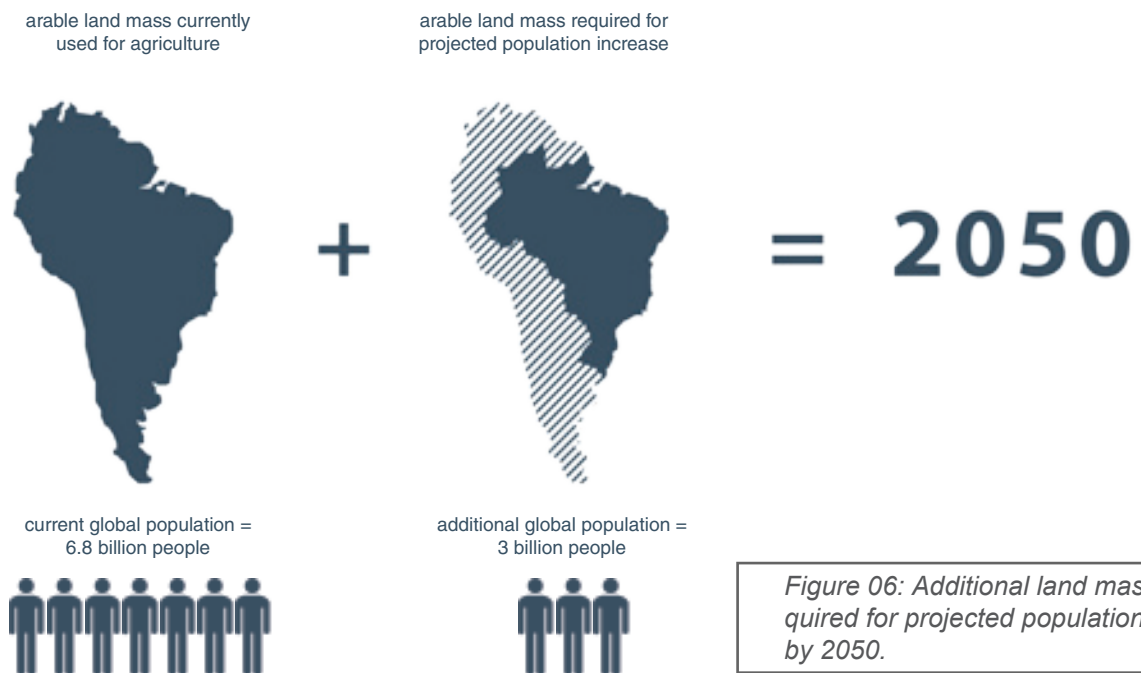 arable land mass currently
used for agriculture
arable land mass required for
projected population increase
+
= 2050
current global population =
6.8 billion people
additional global population =
3 billion people
Figure 06: Additional land mas
quired for projected population
by 2050.